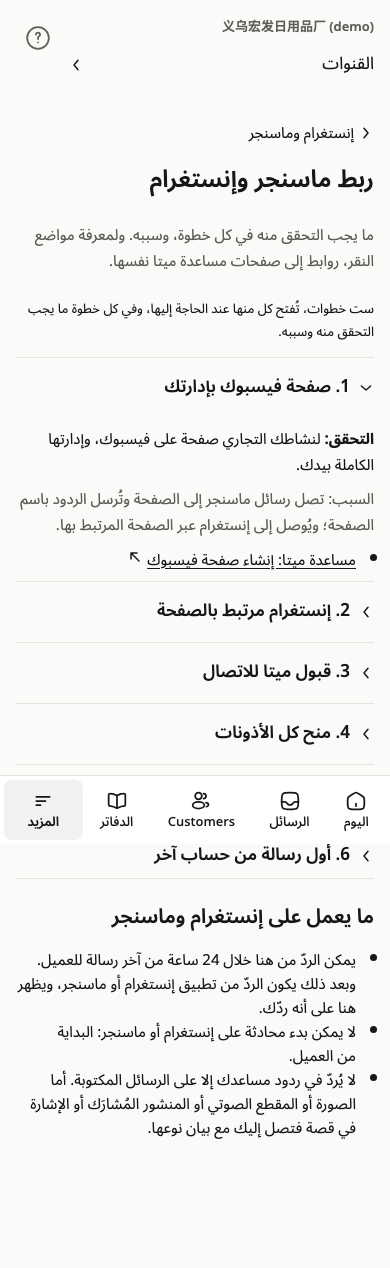 义乌宏发日用品厂 (demo)
القنوات
إنستغرام وماسنجر
ربط ماسنجر وإنستغرام
ما يجب التحقق منه في كل خطوة، وسببه. ولمعرفة مواضع
النقر، روابط إلى صفحات مساعدة ميتا نفسها.
ست خطوات، تُفتح كل منها عند الحاجة إليها، وفي كل خطوة ما يجب
التحقق منه وسببه.
1. صفحة فيسبوك بإدارتك
التحقق: لنشاطك التجاري صفحة على فيسبوك، وإدارتها
الكاملة بيدك.
السبب: تصل رسائل ماسنجر إلى الصفحة وتُرسل الردود باسم
الصفحة؛ ويُوصل إلى إنستغرام عبر الصفحة المرتبط بها.
مساعدة ميتا: إنشاء صفحة فيسبوك
2. إنستغرام مرتبط بالصفحة
3. قبول ميتا للاتصال
4. منح كل الأذونات
اليوم
الرسائل
Customers
الدفاتر
المزيد
6. أول رسالة من حساب آخر
ما يعمل على إنستغرام وماسنجر
يمكن الردّ من هنا خلال 24 ساعة من آخر رسالة للعميل.
وبعد ذلك يكون الردّ من تطبيق إنستغرام أو ماسنجر، ويظهر
هنا على أنه ردّك.
لا يمكن بدء محادثة على إنستغرام أو ماسنجر: البداية
من العميل.
لا يُردّ في ردود مساعدك إلا على الرسائل المكتوبة. أما
الصورة أو المقطع الصوتي أو المنشور المُشارَك أو الإشارة
في قصة فتصل إليك مع بيان نوعها.